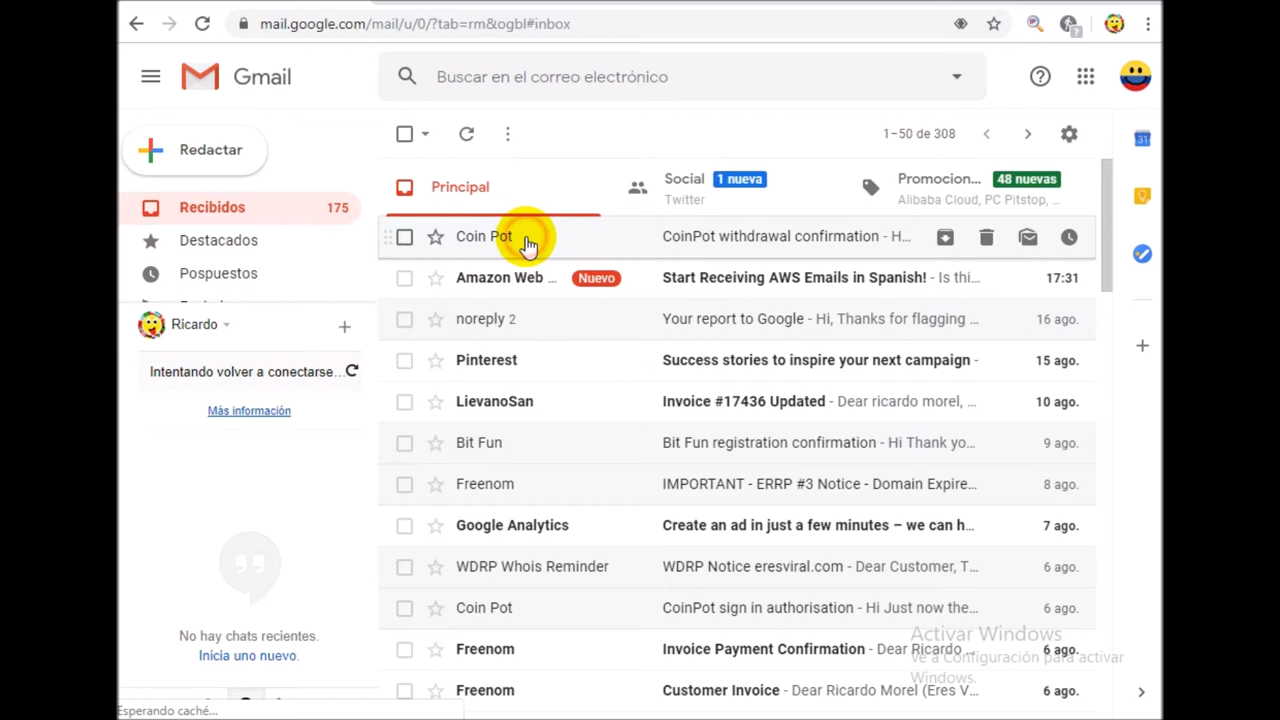 mail.google.com/mail/u/0/?tab=rm&ogbl#inbox
Gmail
Buscar en el correo electrónico
Redactar
1–50 de 308
Recibidos 175
Destacados
Pospuestos
Principal
Social 1 nueva
Twitter
Promocion... 48 nuevas
Alibaba Cloud, PC Pitstop, ...
Coin Pot CoinPot withdrawal confirmation - H...
Amazon Web ... Nuevo Start Receiving AWS Emails in Spanish! - Is thi... 17:31
noreply 2 Your report to Google - Hi, Thanks for flagging ... 16 ago.
Pinterest Success stories to inspire your next campaign - 15 ago.
LievanoSan Invoice #17436 Updated - Dear ricardo morel, ... 10 ago.
Bit Fun Bit Fun registration confirmation - Hi Thank yo... 9 ago.
Freenom IMPORTANT - ERRP #3 Notice - Domain Expire... 8 ago.
Google Analytics Create an ad in just a few minutes – we can h... 7 ago.
WDRP Whois Reminder WDRP Notice eresviral.com - Dear Customer, T... 6 ago.
Coin Pot CoinPot sign in authorisation - Hi Just now the... 6 ago.
Freenom Invoice Payment Confirmation - Dear Ricardo ... 6 ago.
Freenom Customer Invoice - Dear Ricardo Morel (Eres V... 6 ago.
Ricardo
Intentando volver a conectarse...
Más información
No hay chats recientes.
Inicia uno nuevo.
Activar Windows
Ve a Configuración para activar
Windows.
Esperando caché...